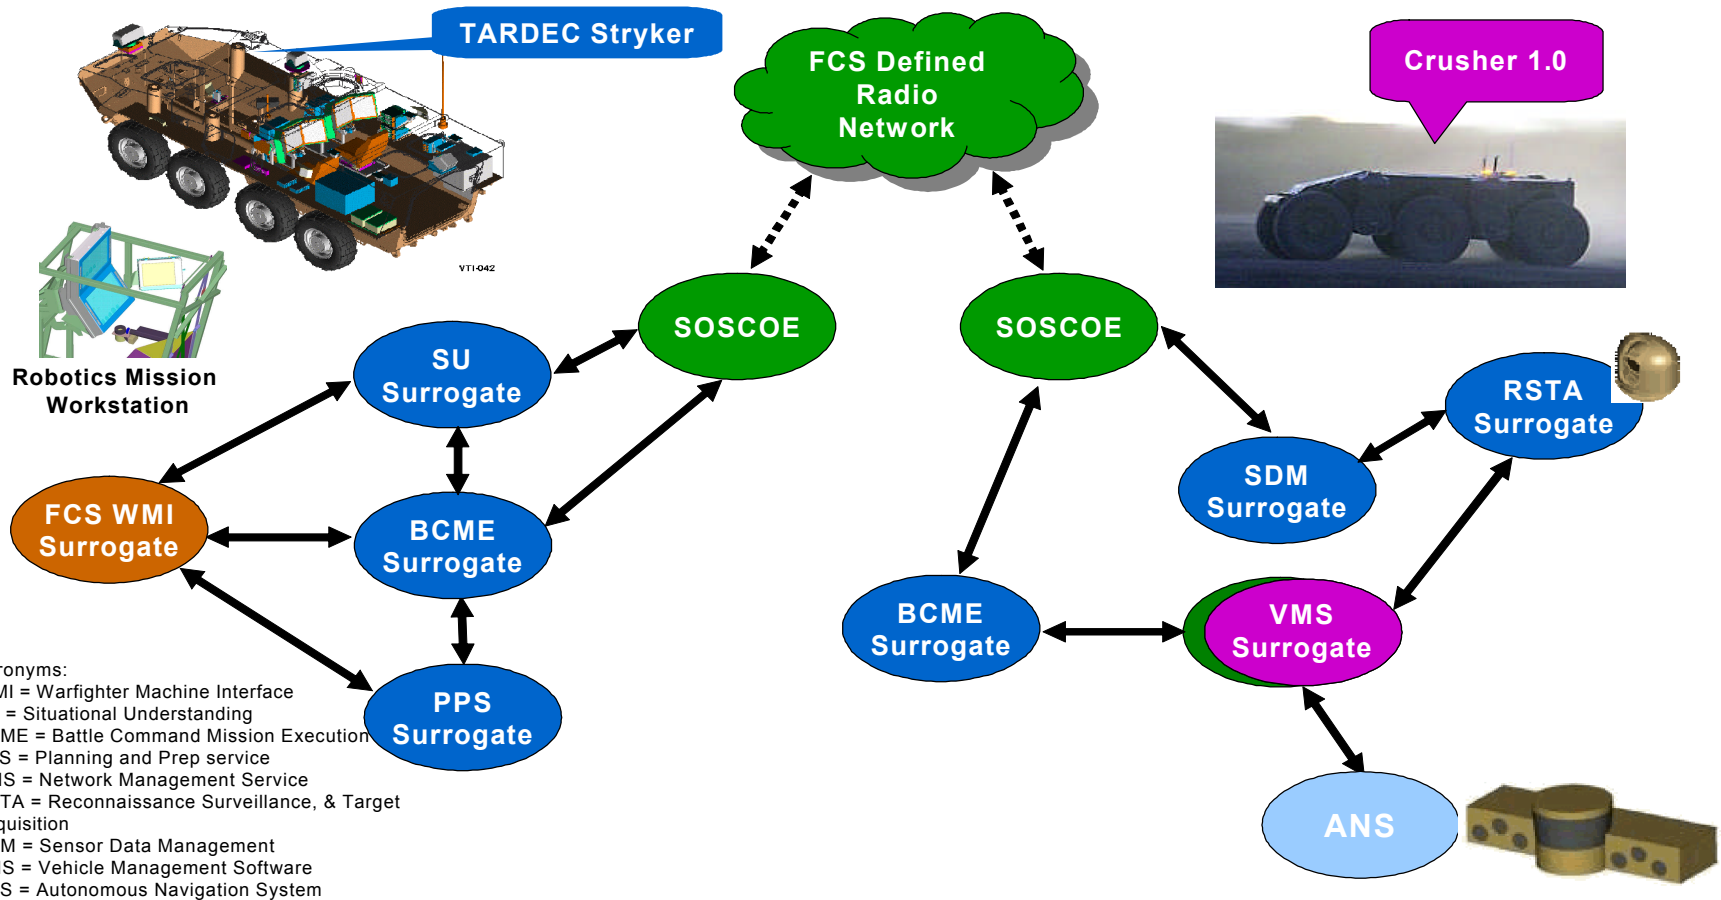 TARDEC Stryker
FCS Defined
Radio
Network
Crusher 1.0
VTI-042
Robotics Mission
Workstation
SU
Surrogate
SOSCOE
SOSCOE
RSTA
Surrogate
SDM
Surrogate
FCS WMI
Surrogate
BCME
Surrogate
BCME
Surrogate
VMS
Surrogate
PPS
Surrogate
ANS
ronyms:
MI = Warfighter Machine Interface
= Situational Understanding
ME = Battle Command Mission Execution
S = Planning and Prep service
IS = Network Management Service
TA = Reconnaissance Surveillance, & Target
quisition
M = Sensor Data Management
IS = Vehicle Management Software
S = Autonomous Navigation System